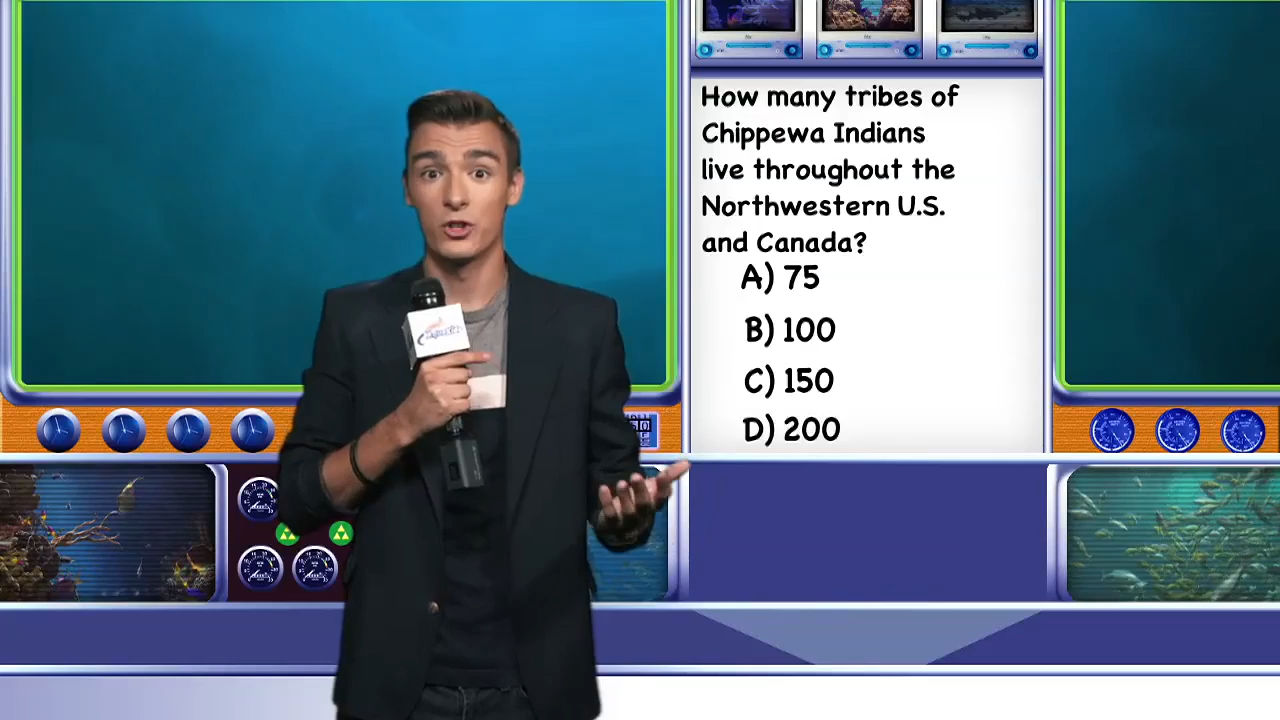 How many tribes of
Chippewa Indians
live throughout the
Northwestern U.S.
and Canada?
A) 75
B) 100
C) 150
D) 200